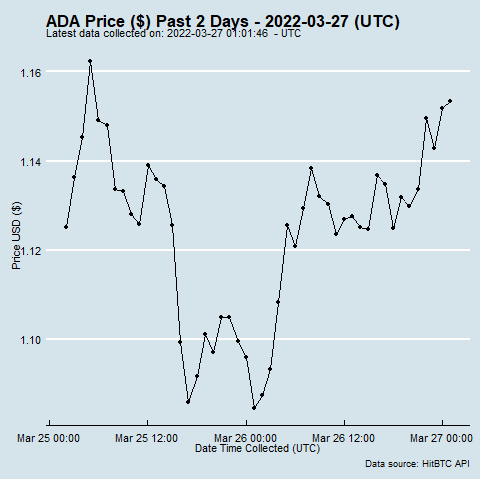 ADA Price ($) Past 2 Days - 2022-03-27 (UTC)
Latest data collected on: 2022-03-27 01:01:46  - UTC
1.16
1.14
1.12
1.10
Price USD ($)
Mar 25 00:00
Mar 25 12:00
Mar 26 00:00
Mar 26 12:00
Mar 27 00:00
Date Time Collected (UTC)
Data source: HitBTC API